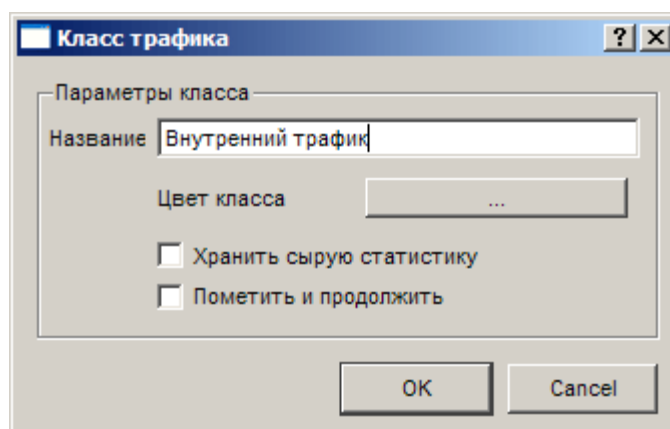 Класс трафика
Параметры класса
Название Внутренний трафик
Цвет класса ...
Хранить сырую статистику
Пометить и продолжить
OK Cancel